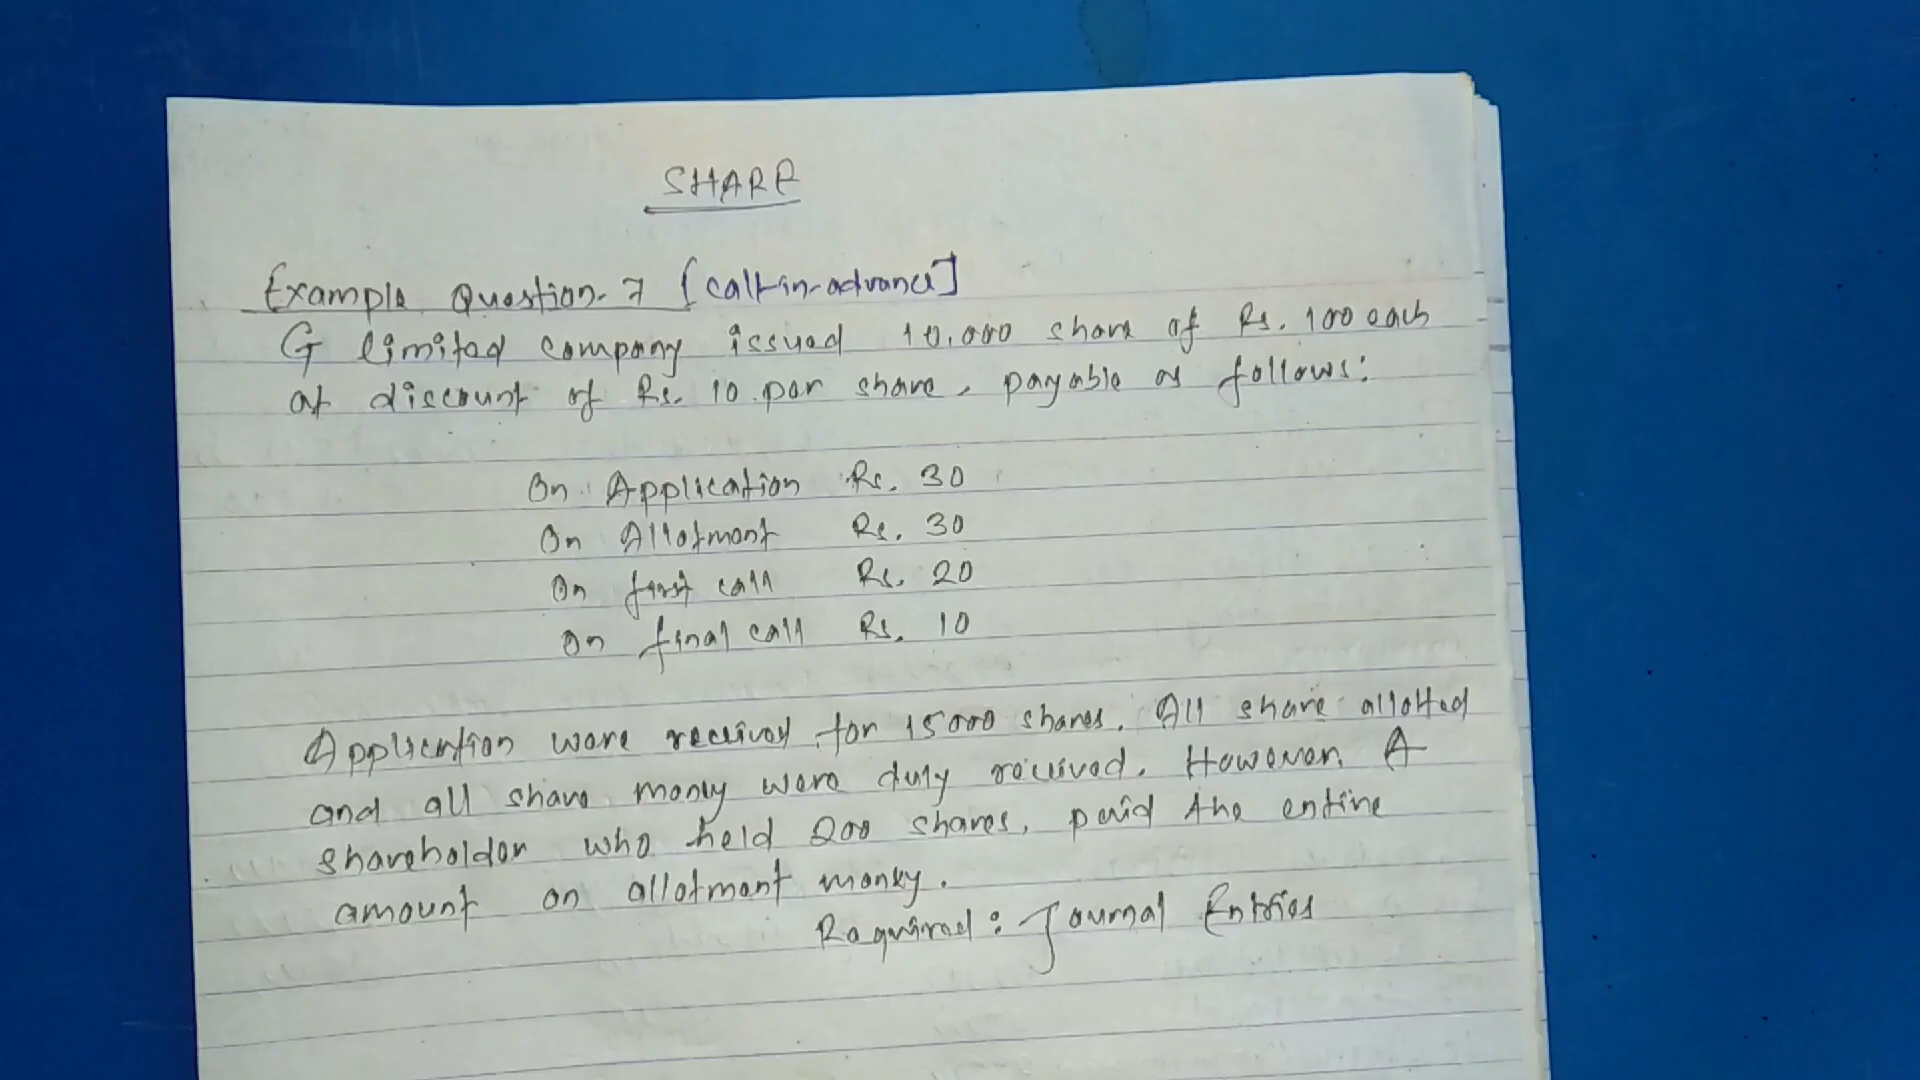 SHARE
Example Question-7 [call-in-advance]
G limited company issued 10,000 share of Rs. 100 each
at discount of Rs. 10 per share, payable as follows:
On Application Rs. 30
On Allotment Rs. 30
On first call Rs. 20
On final call Rs. 10
Application were received for 15000 shares. All share allotted
and all share money were duly received. However, A
shareholder who held 200 shares, paid the entire
amount on allotment money.
Required: Journal Entries